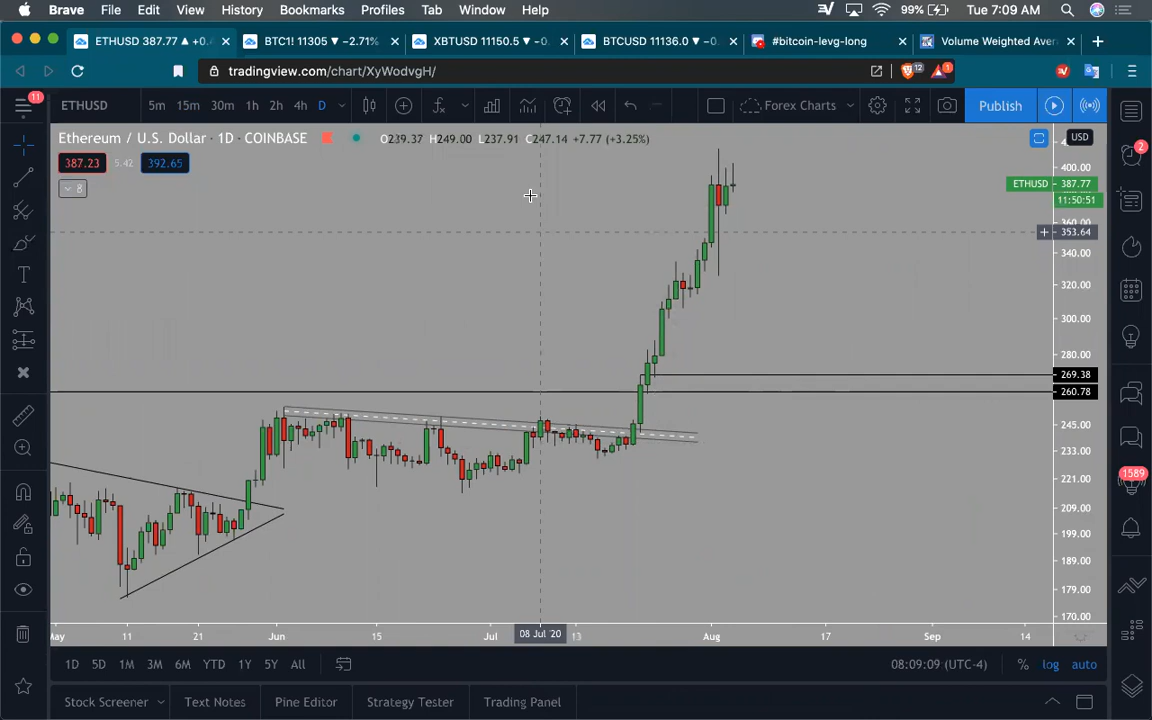 Brave File Edit View History Bookmarks Profiles Tab Window Help 99% Tue 7:09 AM
ETHUSD 387.77 ▲ +0.4 BTC1! 11305 ▼ −2.71% XBTUSD 11150.5 ▼ −0. BTCUSD 11136.0 ▼ −0. #bitcoin-levg-long Volume Weighted Aver
tradingview.com/chart/XyWodvgH/ 12 1
11 ETHUSD 5m 15m 30m 1h 2h 4h D Forex Charts Publish
Ethereum / U.S. Dollar · 1D · COINBASE O239.37 H249.00 L237.91 C247.14 +7.77 (+3.25%) USD
387.23 5.42 392.65
8
400.00
ETHUSD 387.77
11:50:51
360.00
353.64
340.00
320.00
300.00
280.00
269.38
260.78
245.00
233.00
221.00
209.00
199.00
189.00
179.00
170.00
2
1589
May 11 21 Jun 15 Jul 08 Jul '20 13 Aug 17 Sep 14
1D 5D 1M 3M 6M YTD 1Y 5Y All 08:09:09 (UTC-4) % log auto
Stock Screener Text Notes Pine Editor Strategy Tester Trading Panel